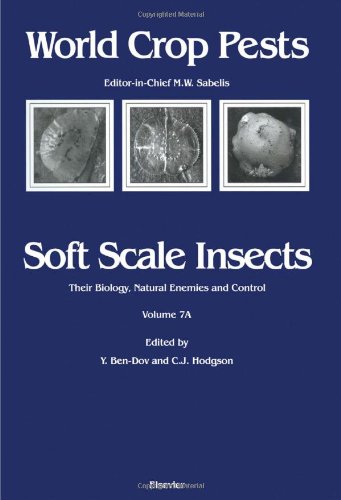 World Crop Pests
Editor-in-Chief M.W. Sabelis
Soft Scale Insects
Their Biology, Natural Enemies and Control
Volume 7A
Edited by
Y. Ben-Dov and C.J. Hodgson
Elsevier